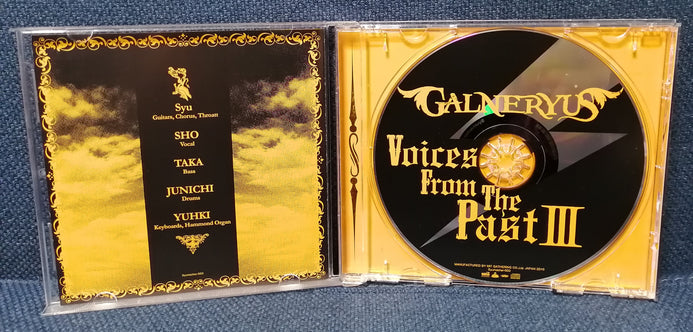 Syu
Guitars, Chorus, Throatt
SHO
Vocal
TAKA
Bass
JUNICHI
Drums
YUHKI
Keyboards, Hammond Organ
GALNERYUS
Voices
From The
Past III